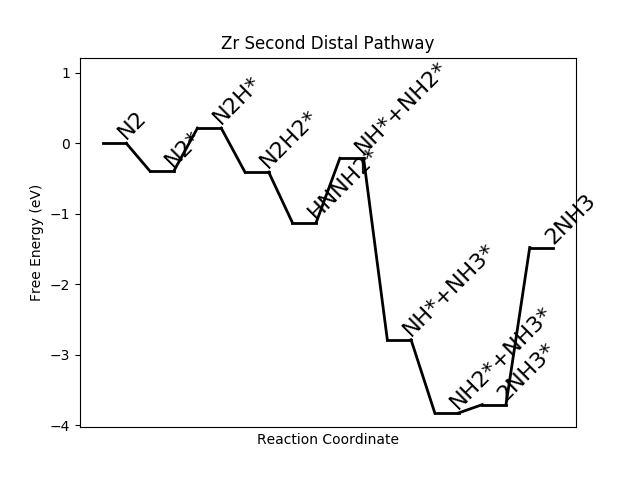 Zr Second Distal Pathway
Free Energy (eV)
1
0
−1
−2
−3
−4
N2
N2*
N2H*
N2H2*
HNNH2*
NH*+NH2*
NH*+NH3*
NH2*+NH3*
2NH3*
2NH3
Reaction Coordinate